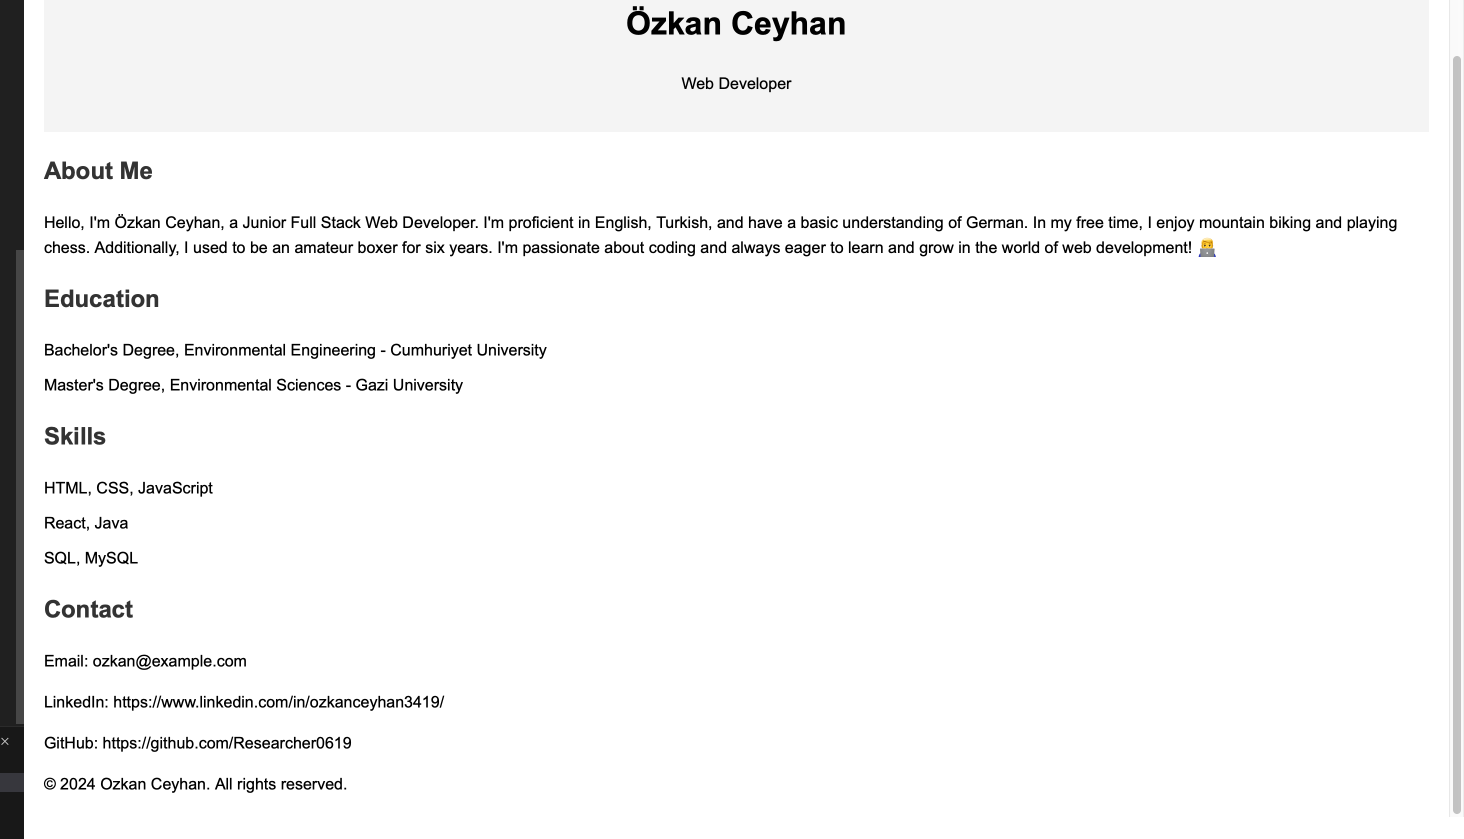 Özkan Ceyhan
Web Developer
About Me
Hello, I'm Özkan Ceyhan, a Junior Full Stack Web Developer. I'm proficient in English, Turkish, and have a basic understanding of German. In my free time, I enjoy mountain biking and playing
chess. Additionally, I used to be an amateur boxer for six years. I'm passionate about coding and always eager to learn and grow in the world of web development! 👨‍💻
Education
Bachelor's Degree, Environmental Engineering - Cumhuriyet University
Master's Degree, Environmental Sciences - Gazi University
Skills
HTML, CSS, JavaScript
React, Java
SQL, MySQL
Contact
Email: ozkan@example.com
LinkedIn: https://www.linkedin.com/in/ozkanceyhan3419/
GitHub: https://github.com/Researcher0619
© 2024 Ozkan Ceyhan. All rights reserved.